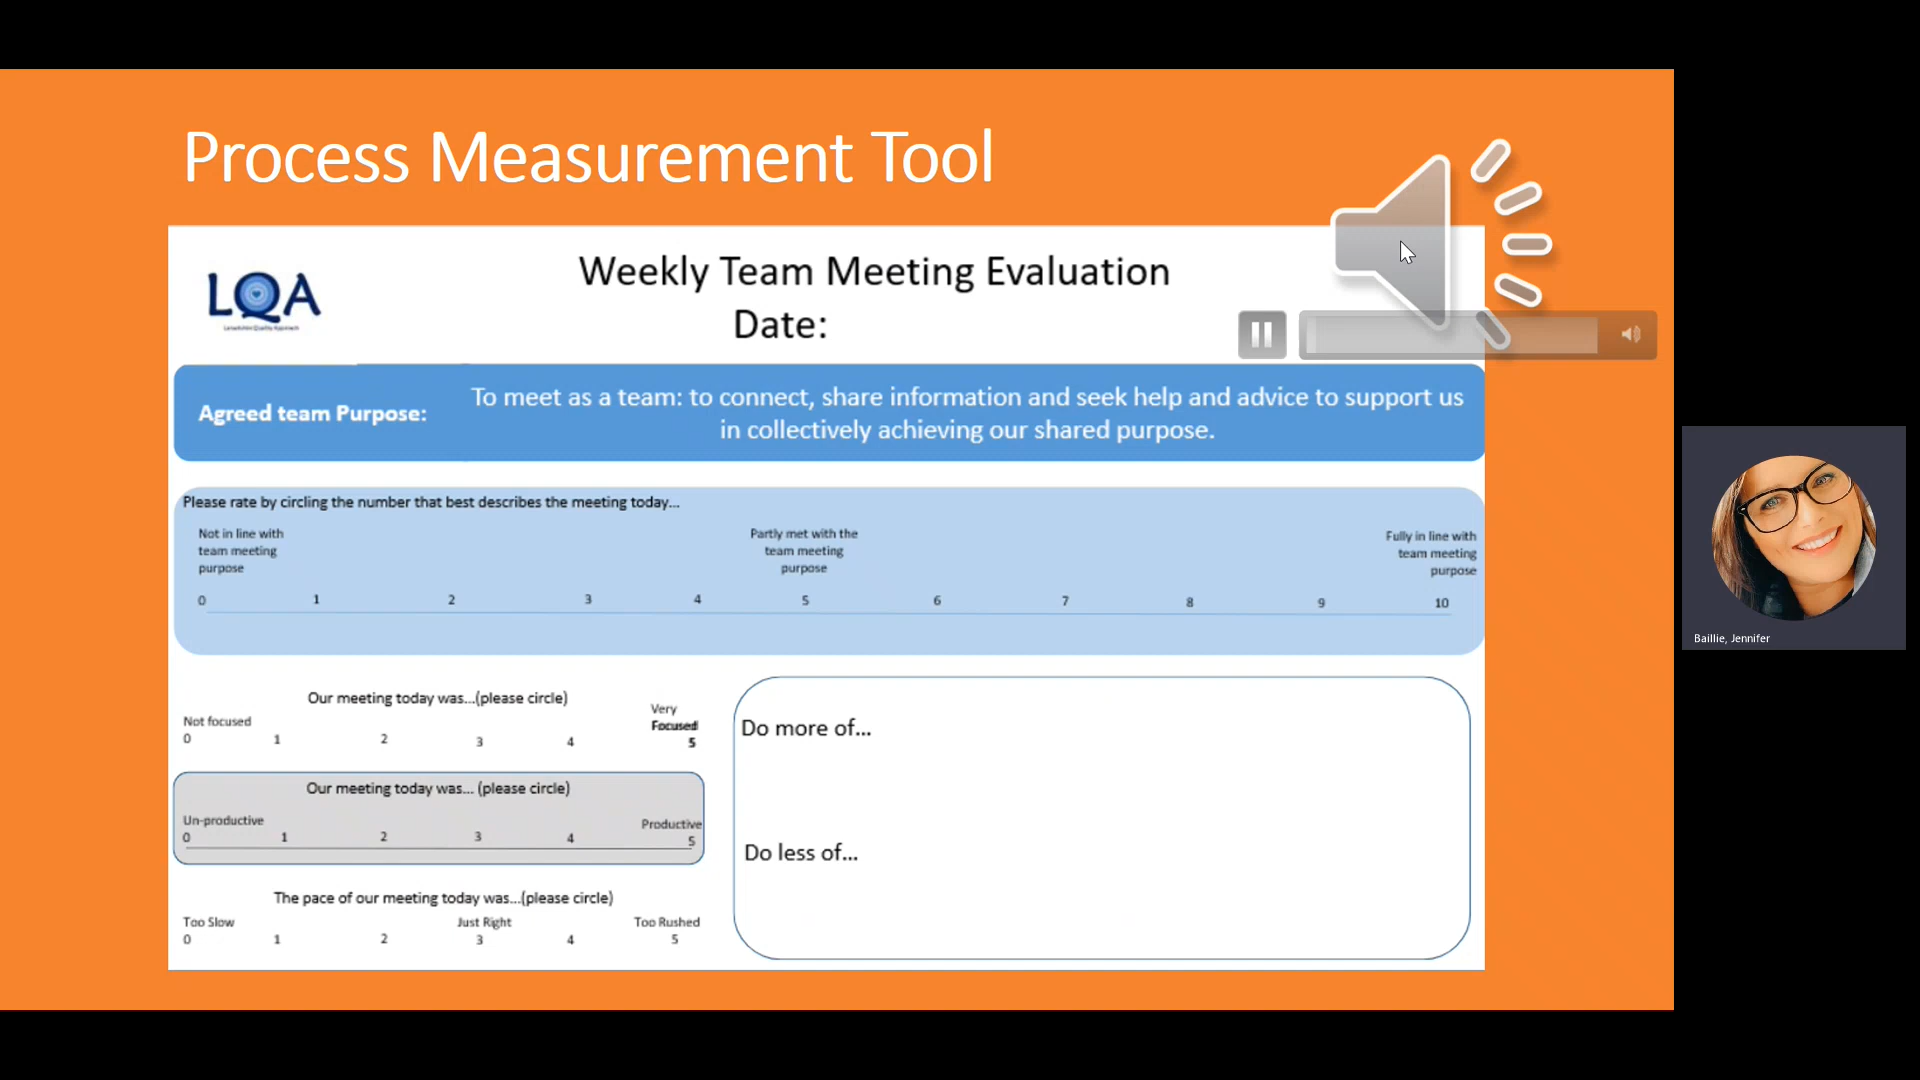 Process Measurement Tool
LQA
Lanarkshire Quality Approach
Weekly Team Meeting Evaluation
Date:
Agreed team Purpose:
To meet as a team: to connect, share information and seek help and advice to support us
in collectively achieving our shared purpose.
Please rate by circling the number that best describes the meeting today...
Not in line with
team meeting
purpose
Partly met with the
team meeting
purpose
Fully in line with
team meeting
purpose
0 1 2 3 4 5 6 7 8 9 10
Our meeting today was...(please circle)
Not focused
Very
Focused
0 1 2 3 4 5
Our meeting today was... (please circle)
Un-productive
Productive
0 1 2 3 4 5
The pace of our meeting today was...(please circle)
Too Slow
Just Right
Too Rushed
0 1 2 3 4 5
Do more of...
Do less of...
Baillie, Jennifer